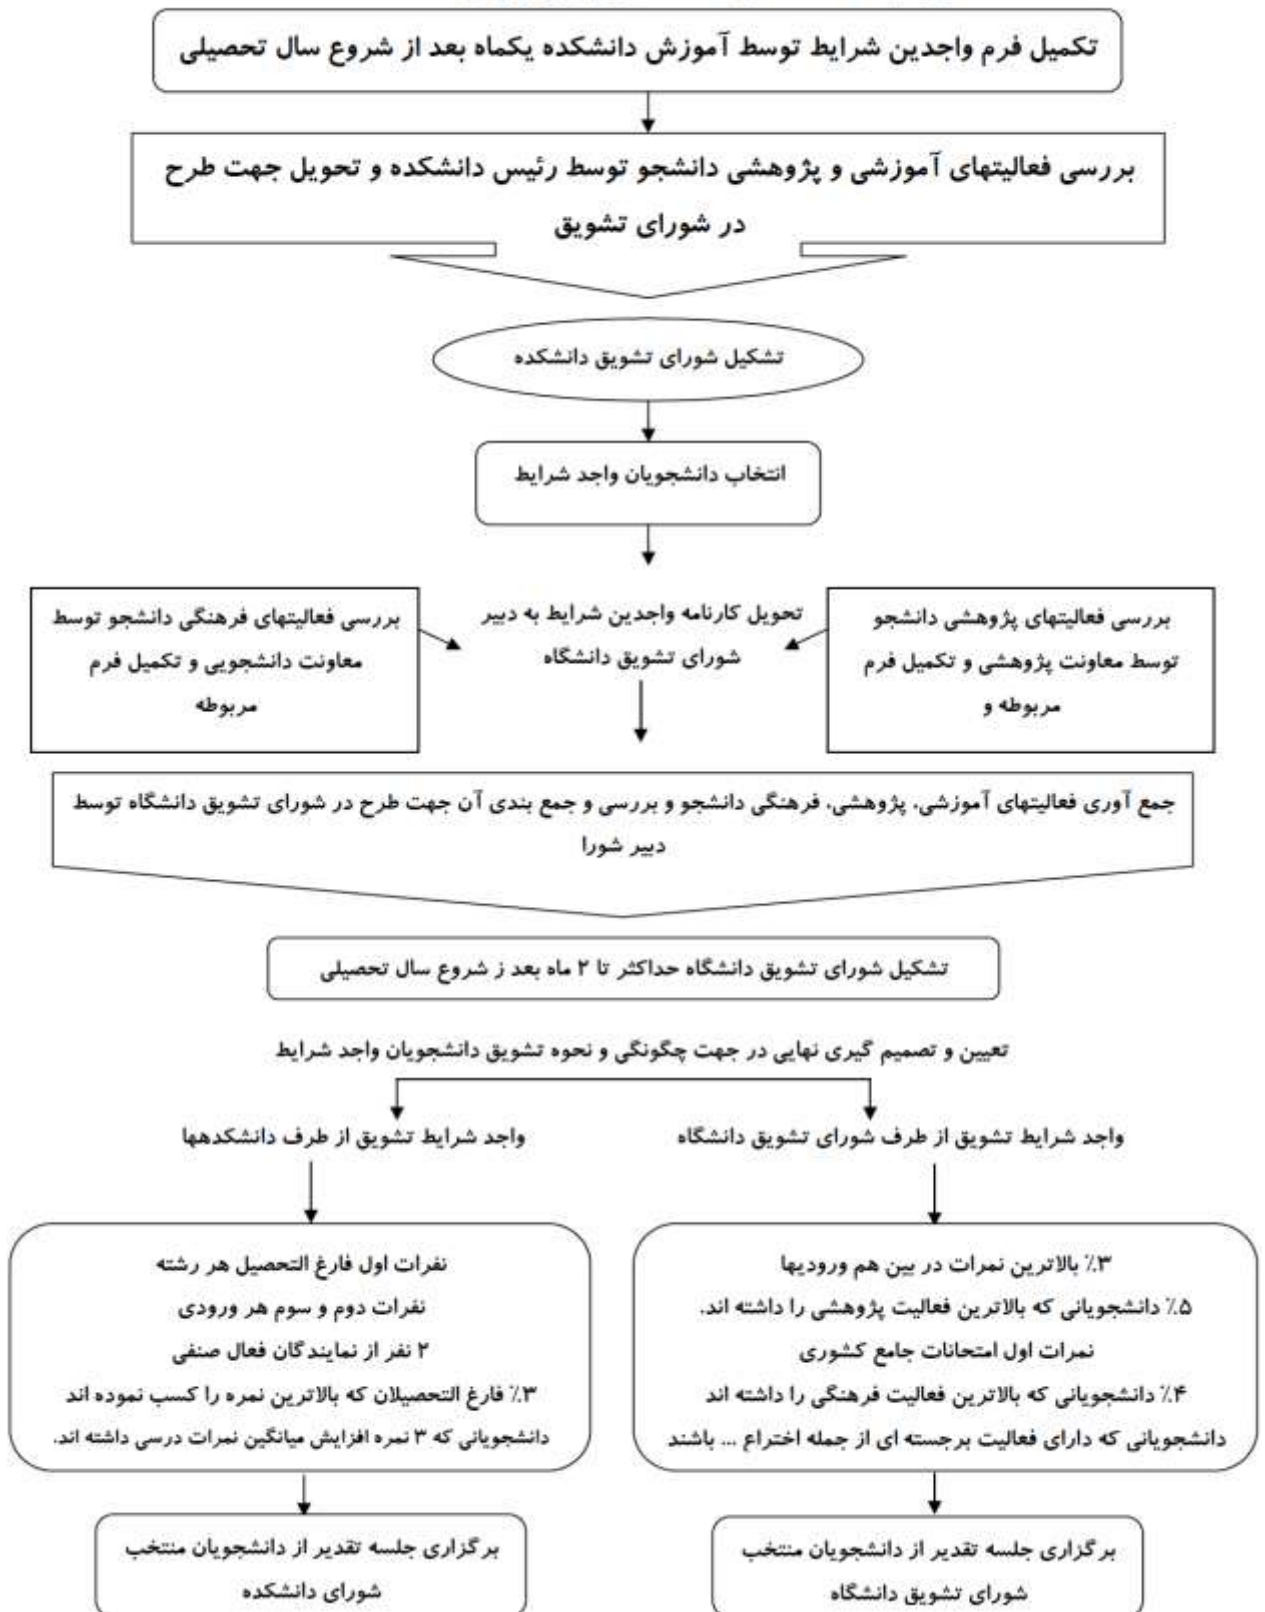 تکمیل فرم واجدین شرایط توسط آموزش دانشکده یکماه بعد از شروع سال تحصیلی
بررسی فعالیتهای آموزشی و پژوهشی دانشجو توسط رئیس دانشکده و تحویل جهت طرح
در شورای تشویق
تشکیل شورای تشویق دانشکده
انتخاب دانشجویان واجد شرایط
بررسی فعالیتهای پژوهشی دانشجو
توسط معاونت پژوهشی و تکمیل فرم
مربوطه و
تحویل کارنامه واجدین شرایط به دبیر
شورای تشویق دانشگاه
بررسی فعالیتهای فرهنگی دانشجو توسط
معاونت دانشجویی و تکمیل فرم
مربوطه
جمع آوری فعالیتهای آموزشی، پژوهشی، فرهنگی دانشجو و بررسی و جمع بندی آن جهت طرح در شورای تشویق دانشگاه توسط
دبیر شورا
تشکیل شورای تشویق دانشگاه حداکثر تا ۲ ماه بعد ز شروع سال تحصیلی
تعیین و تصمیم گیری نهایی در جهت چگونگی و نحوه تشویق دانشجویان واجد شرایط
واجد شرایط تشویق از طرف شورای تشویق دانشگاه
واجد شرایط تشویق از طرف دانشکدهها
۳٪ بالاترین نمرات در بین هم ورودیها
۵٪ دانشجویانی که بالاترین فعالیت پژوهشی را داشته اند.
نمرات اول امتحانات جامع کشوری
۴٪ دانشجویانی که بالاترین فعالیت فرهنگی را داشته اند
دانشجویانی که دارای فعالیت برجسته ای از جمله اختراع ... باشند
نفرات اول فارغ التحصیل هر رشته
نفرات دوم و سوم هر ورودی
۲ نفر از نمایندگان فعال صنفی
۳٪ فارغ التحصیلان که بالاترین نمره را کسب نموده اند
دانشجویانی که ۳ نمره افزایش میانگین نمرات درسی داشته اند.
برگزاری جلسه تقدیر از دانشجویان منتخب
شورای تشویق دانشگاه
برگزاری جلسه تقدیر از دانشجویان منتخب
شورای دانشکده